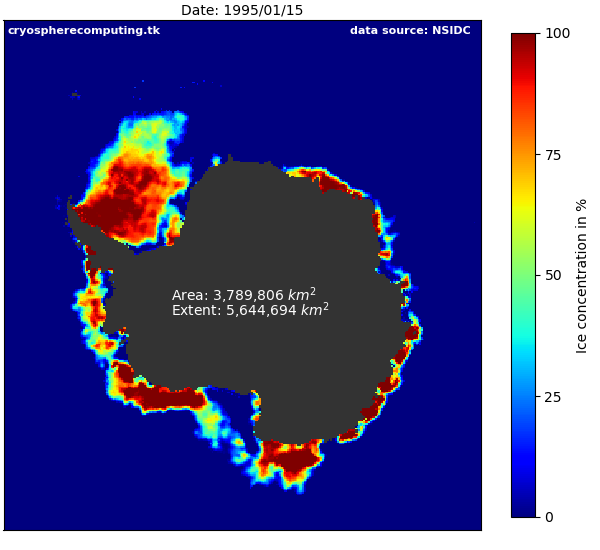 Date: 1995/01/15
cryospherecomputing.tk
data source: NSIDC
Area: 3,789,806 km²
Extent: 5,644,694 km²
100
75
50
25
0
Ice concentration in %